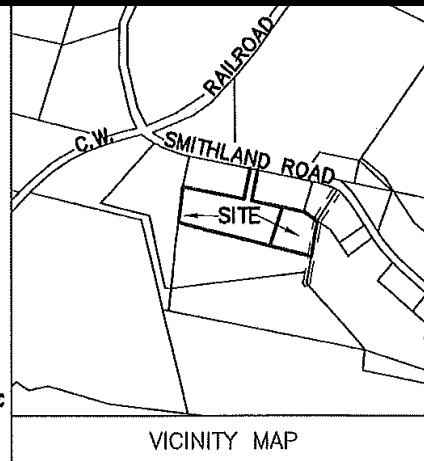 RAILROAD
C.W.
SMITHLAND ROAD
SITE
VICINITY MAP